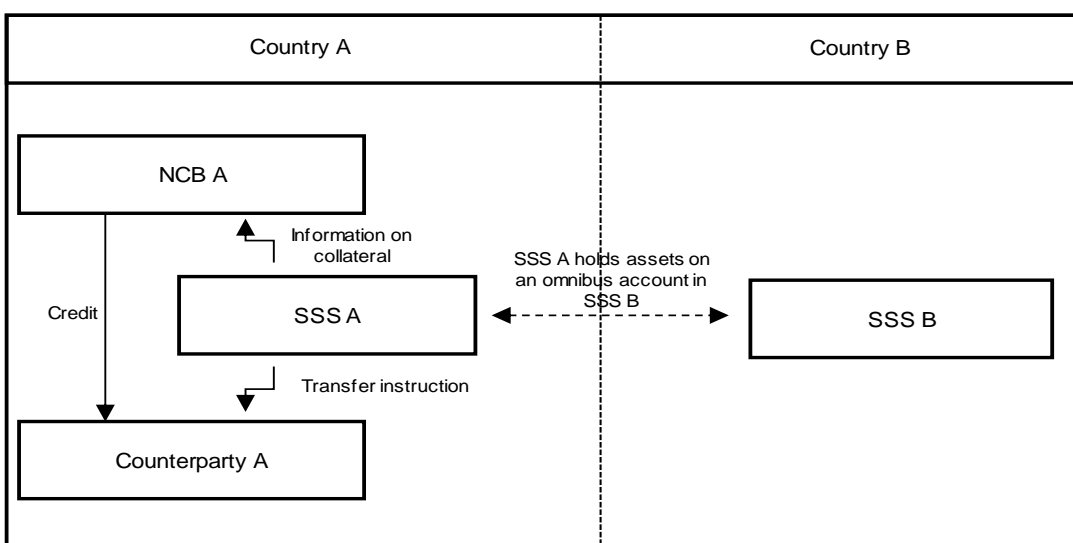 Country A
Country B
NCB A
Information on
collateral
SSS A holds assets on
an omnibus account in
SSS B
Credit
SSS A
SSS B
Transfer instruction
Counterparty A